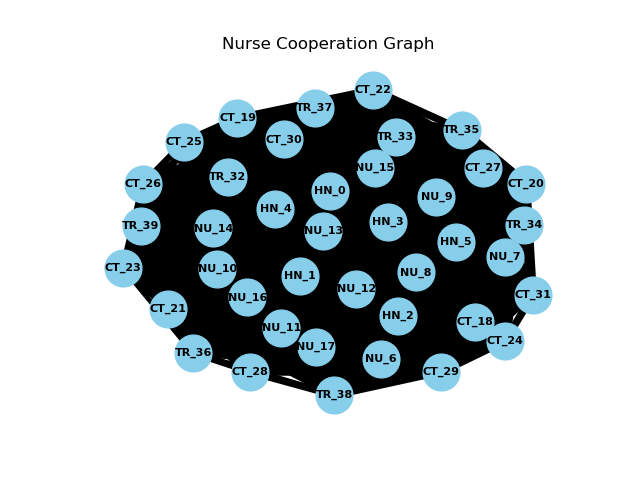 Nurse Cooperation Graph
CT_22
TR_37
CT_19
TR_35
TR_33
CT_30
CT_25
NU_15
CT_27
TR_32
CT_26
CT_20
HN_0
NU_9
HN_4
HN_3
TR_39
TR_34
NU_14
NU_13
HN_5
NU_7
CT_23
NU_10
NU_8
HN_1
NU_12
CT_31
NU_16
CT_21
HN_2
CT_18
NU_11
CT_24
NU_17
TR_36
NU_6
CT_28
CT_29
TR_38